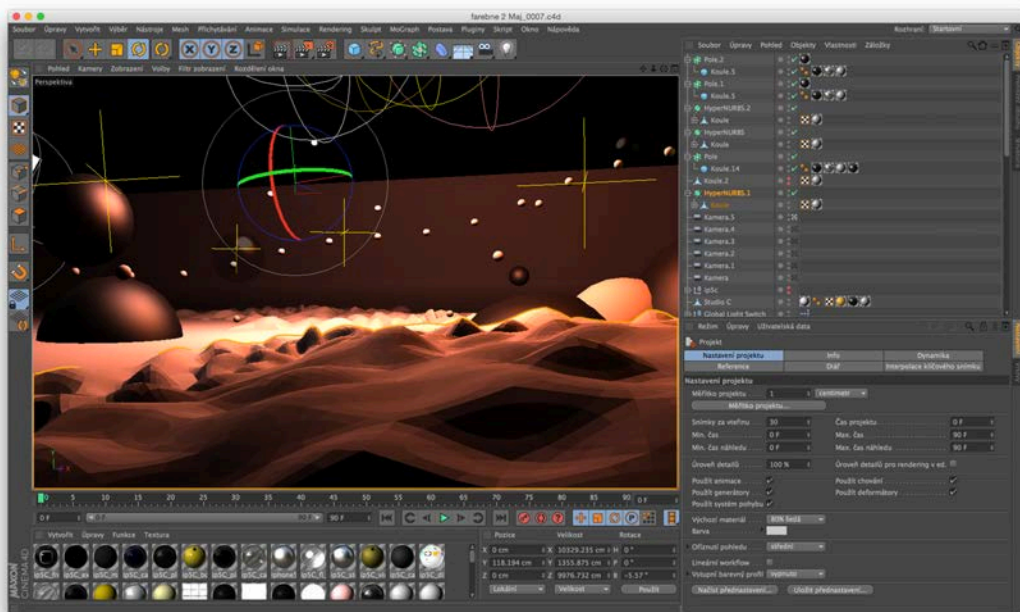 farebne 2 Maj_0007.c4d
Soubor Úpravy Vytvořit Výběr Nástroje Mesh Přichytávání Animace Simulace Rendering Skulpt MoGraph Postava Pluginy Skript Okno Nápověda
Rozhraní: Startovní
Pohled Kamery Zobrazení Volby Filtr zobrazení Rozdělení okna
Perspektiva
Soubor Úpravy Pohled Objekty Vlastnosti Záložky
Pole.2
Koule.5
Pole.1
Koule.5
HyperNURBS.2
Koule
HyperNURBS
Koule
Pole
Koule.14
Koule.2
HyperNURBS.1
Koule
Kamera.5
Kamera.4
Kamera.3
Kamera.2
Kamera.1
Kamera
ip5c
Studio C
Global Light Switch
Režim Úpravy Uživatelská data
Projekt
Nastavení projektu Info Dynamika
Reference Diář Interpolace klíčového snímku
Nastavení projektu
Měřítko projektu 1 centimetr
Měřítko projektu...
Snímky za vteřinu 30 Čas projektu 0 F
Min. čas 0 F Max. čas 90 F
Min. čas náhledu 0 F Max. čas náhledu 90 F
Úroveň detailů 100 % Úroveň detailů pro rendering v ed.
Použít animace Použít chování
Použít generátory Použít deformátory
Použít systém pohybu
Výchozí materiál 80% šedá
Barva
Oříznutí pohledu střední
Lineární workflow
Vstupní barevný profil vypnuto
Načíst přednastavení... Uložit přednastavení...
0 5 10 15 20 25 30 35 40 45 50 55 60 65 70 75 80 85 90 0 F
0 F 0 F 90 F 90 F
Vytvořit Úpravy Funkce Textura
Pozice Velikost Rotace
X 0 cm X 10329.235 cm H 0 °
Y 118.194 cm Y 1355.875 cm P 0 °
Z 0 cm Z 9976.732 cm B -5.57 °
Lokální Velikost Použít
MAXON
CINEMA 4D